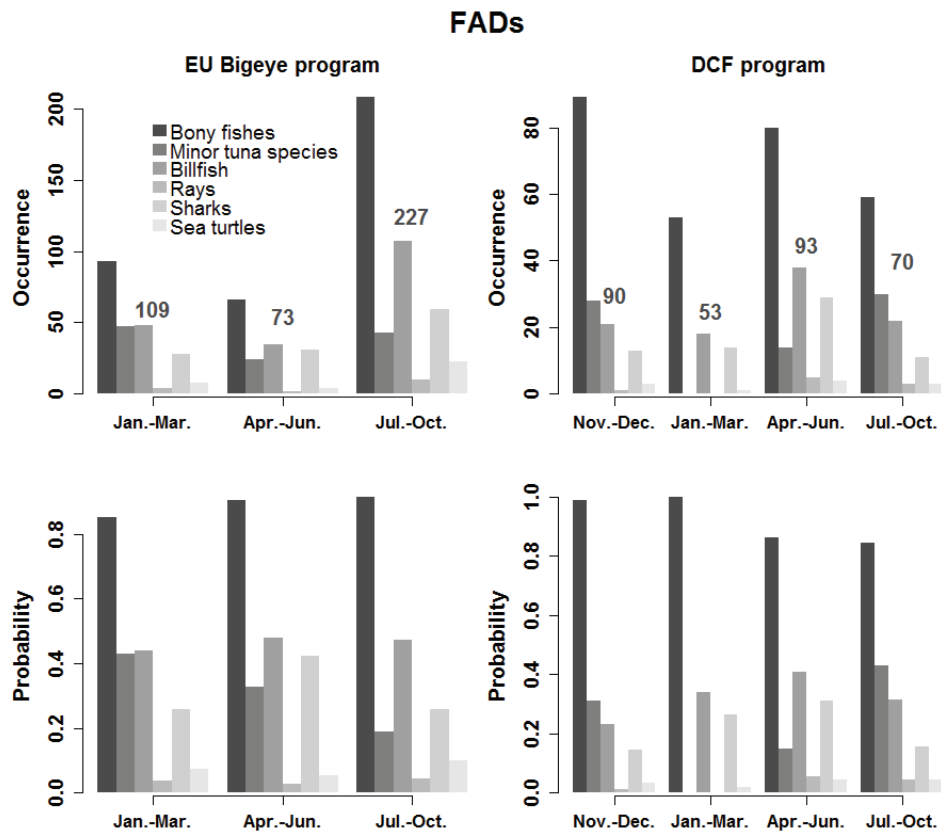 FADs
EU Bigeye program
Occurrence
0
50
100
150
200
Bony fishes
Minor tuna species
Billfish
Rays
Sharks
Sea turtles
109
73
227
Jan.-Mar.
Apr.-Jun.
Jul.-Oct.
DCF program
Occurrence
0
20
40
60
80
90
53
93
70
Nov.-Dec.
Jan.-Mar.
Apr.-Jun.
Jul.-Oct.
Probability
0.0
0.2
0.4
0.6
0.8
Jan.-Mar.
Apr.-Jun.
Jul.-Oct.
Probability
0.0
0.2
0.4
0.6
0.8
1.0
Nov.-Dec.
Jan.-Mar.
Apr.-Jun.
Jul.-Oct.